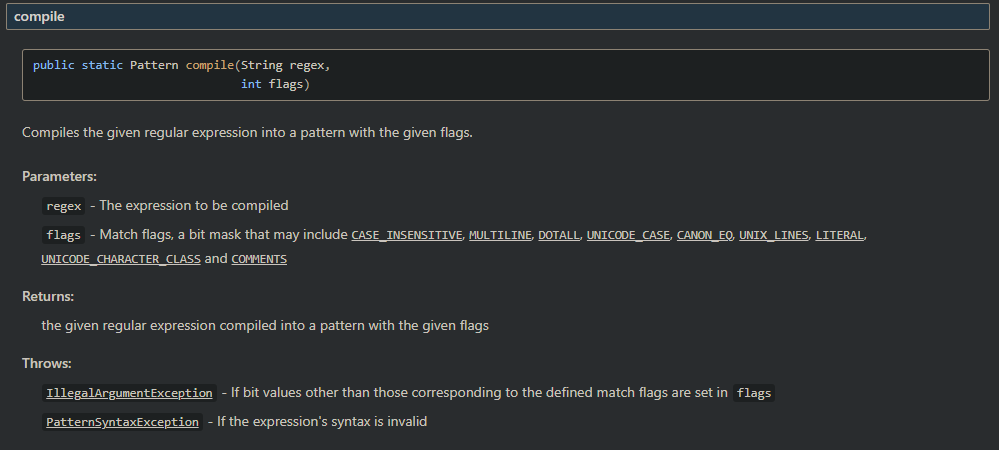 compile
public static Pattern compile(String regex,
int flags)
Compiles the given regular expression into a pattern with the given flags.
Parameters:
regex - The expression to be compiled
flags - Match flags, a bit mask that may include CASE_INSENSITIVE, MULTILINE, DOTALL, UNICODE_CASE, CANON_EQ, UNIX_LINES, LITERAL,
UNICODE_CHARACTER_CLASS and COMMENTS
Returns:
the given regular expression compiled into a pattern with the given flags
Throws:
IllegalArgumentException - If bit values other than those corresponding to the defined match flags are set in flags
PatternSyntaxException - If the expression's syntax is invalid